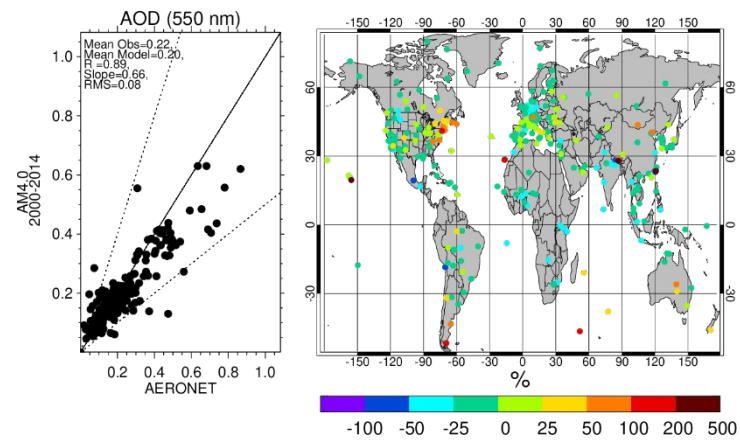 AOD (550 nm)
Mean Obs=0.22,
Mean Model=0.20,
R =0.89,
Slope=0.66,
RMS=0.08
1.0
0.8
0.6
0.4
0.2
AM4.0
2000-2014
0.2 0.4 0.6 0.8 1.0
AERONET
-150 -120 -90 -60 -30 0 30 60 90 120 150
60 60
30 30
0 0
-30 -30
-150 -120 -90 -60 -30 0 30 60 90 120 150
%
-100 -50 -25 0 25 50 100 200 500